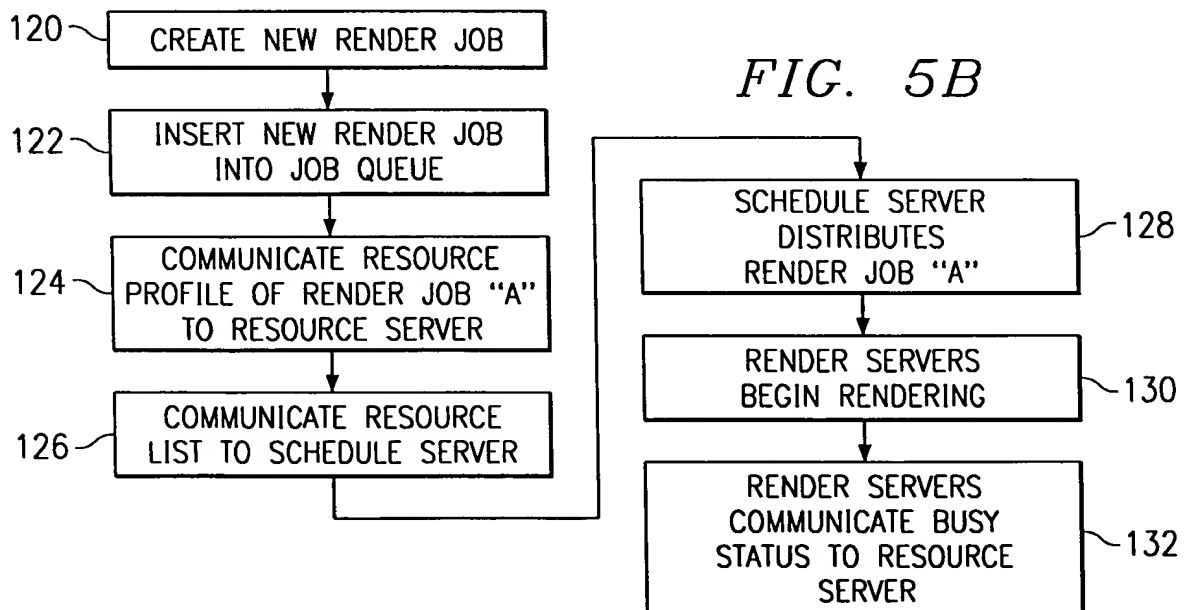 120
CREATE NEW RENDER JOB
122
INSERT NEW RENDER JOB
INTO JOB QUEUE
124
COMMUNICATE RESOURCE
PROFILE OF RENDER JOB “A”
TO RESOURCE SERVER
126
COMMUNICATE RESOURCE
LIST TO SCHEDULE SERVER
FIG. 5B
SCHEDULE SERVER
DISTRIBUTES
RENDER JOB “A”
128
RENDER SERVERS
BEGIN RENDERING
130
RENDER SERVERS
COMMUNICATE BUSY
STATUS TO RESOURCE
SERVER
132